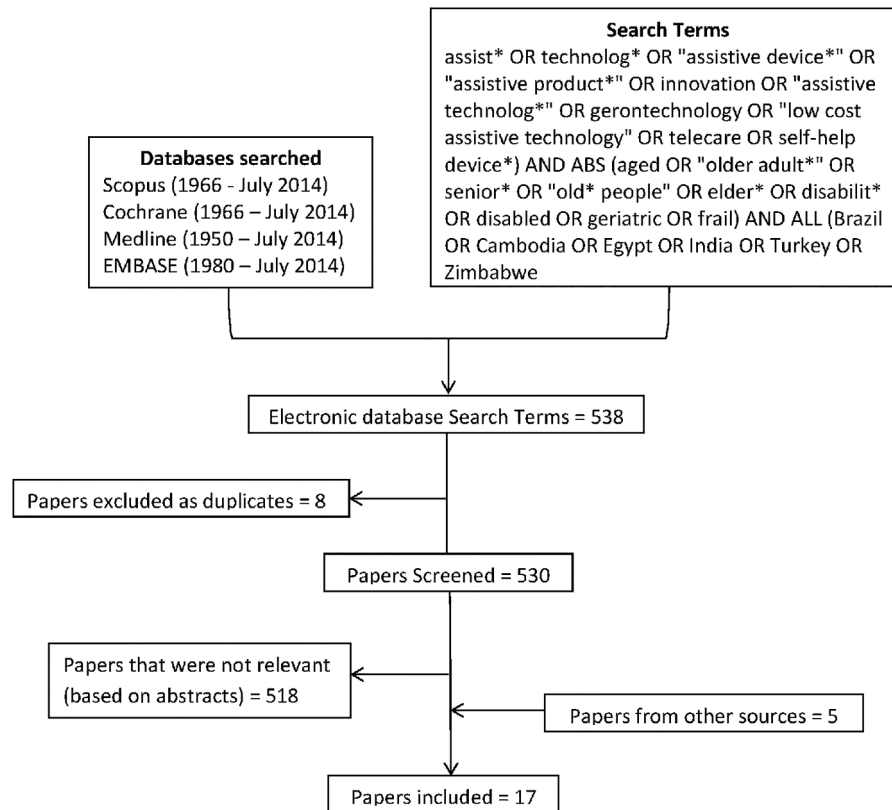 Databases searched
Scopus (1966 - July 2014)
Cochrane (1966 – July 2014)
Medline (1950 – July 2014)
EMBASE (1980 – July 2014)
Search Terms
assist* OR technolog* OR "assistive device*" OR
"assistive product*" OR innovation OR "assistive
technolog*" OR gerontechnology OR "low cost
assistive technology" OR telecare OR self-help
device*) AND ABS (aged OR "older adult*" OR
senior* OR "old* people" OR elder* OR disabilit*
OR disabled OR geriatric OR frail) AND ALL (Brazil
OR Cambodia OR Egypt OR India OR Turkey OR
Zimbabwe
Electronic database Search Terms = 538
Papers excluded as duplicates = 8
Papers Screened = 530
Papers that were not relevant
(based on abstracts) = 518
Papers from other sources = 5
Papers included = 17